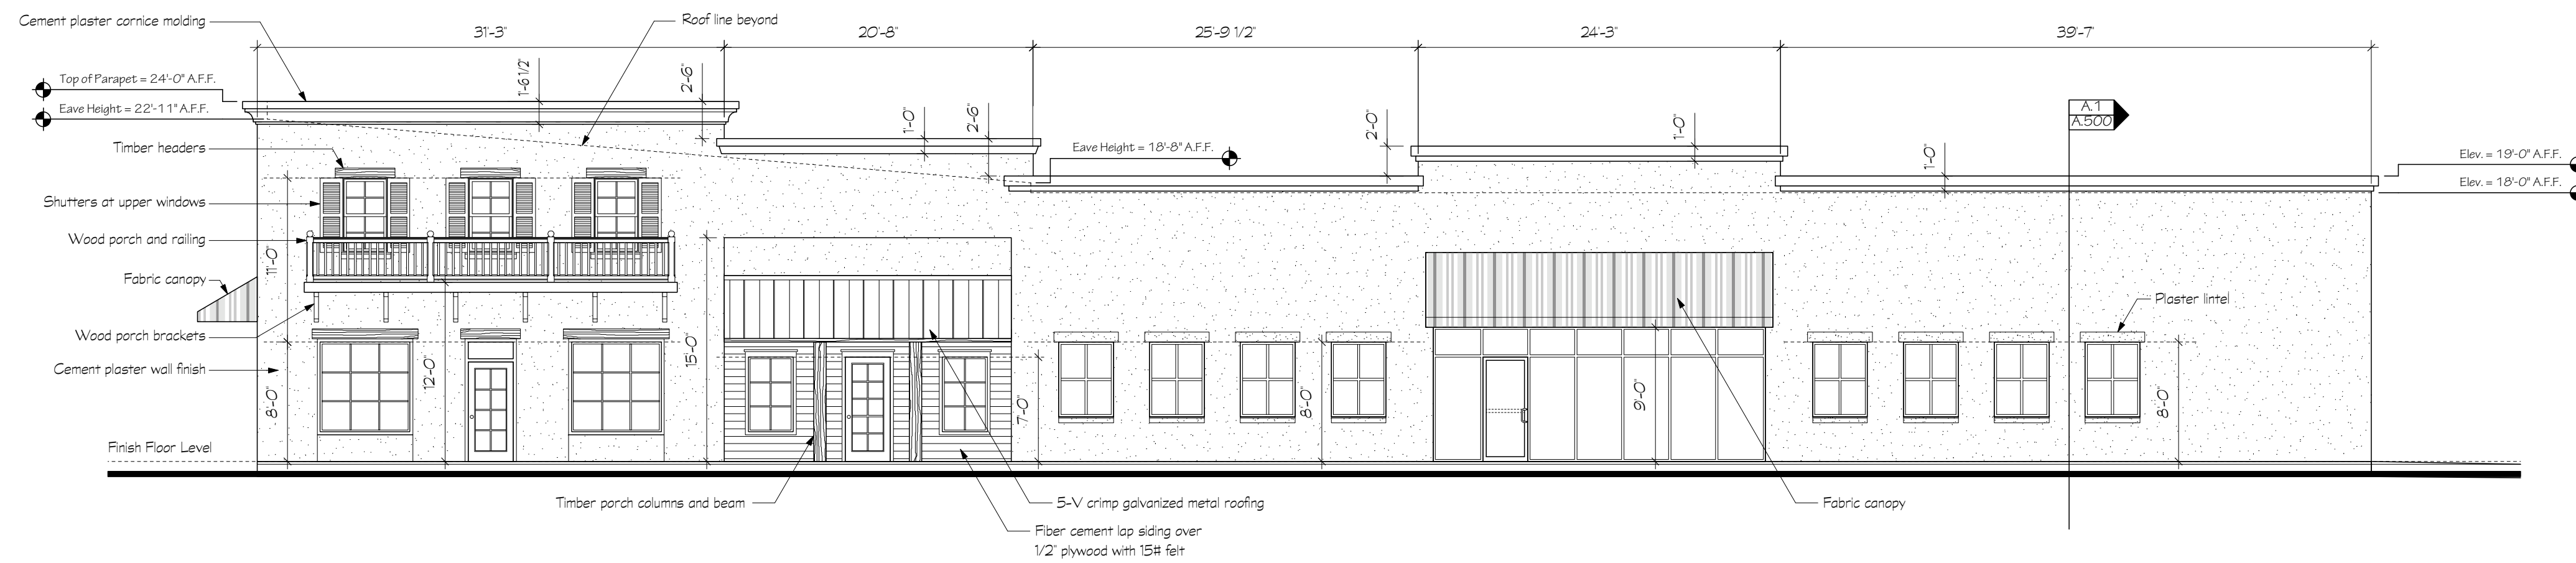 Cement plaster cornice molding
Roof line beyond
31'-3"
20'-8"
25'-9 1/2"
24'-3"
39'-7"
Top of Parapet = 24'-0" A.F.F.
Eave Height = 22'-11" A.F.F.
1'-6 1/2"
2'-6"
1'-0"
2'-6"
2'-0"
1'-0"
1'-0"
A.1
A.500
Timber headers
Eave Height = 18'-8" A.F.F.
Elev. = 19'-0" A.F.F.
Elev. = 18'-0" A.F.F.
Shutters at upper windows
Wood porch and railing
11'-0"
Fabric canopy
Plaster lintel
Wood porch brackets
15'-0"
Cement plaster wall finish
12'-0"
8'-0"
7'-0"
8'-0"
9'-0"
8'-0"
Finish Floor Level
Timber porch columns and beam
5-V crimp galvanized metal roofing
Fabric canopy
Fiber cement lap siding over
1/2" plywood with 15# felt